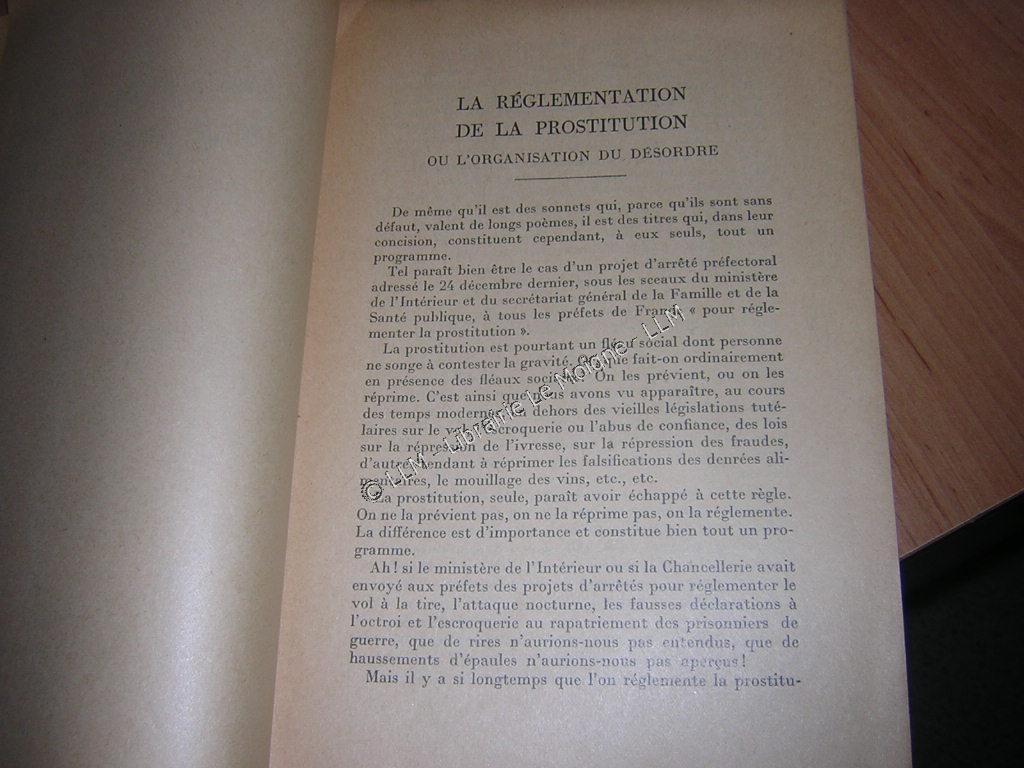 LA RÉGLEMENTATION
DE LA PROSTITUTION
OU L'ORGANISATION DU DÉSORDRE
De même qu'il est des sonnets qui, parce qu'ils sont sans
défaut, valent de longs poèmes, il est des titres qui, dans leur
concision, constituent cependant, à eux seuls, tout un
programme.
Tel paraît bien être le cas d'un projet d'arrêté préfectoral
adressé le 24 décembre dernier, sous les sceaux du ministère
de l'Intérieur et du secrétariat général de la Famille et de la
Santé publique, à tous les préfets de France « pour régle-
menter la prostitution ».
La prostitution est pourtant un fléau social dont personne
ne songe à contester la gravité. fait-on ordinairement
en présence des fléaux sociaux? On les prévient, ou on les
réprime. C'est ainsi que nous avons vu apparaître, au cours
des temps modernes, en dehors des vieilles législations tuté-
laires sur le vol, l'escroquerie ou l'abus de confiance, des lois
sur la répression de l'ivresse, sur la répression des fraudes,
d'autres tendant à réprimer les falsifications des denrées ali-
mentaires, le mouillage des vins, etc., etc.
La prostitution, seule, paraît avoir échappé à cette règle.
On ne la prévient pas, on ne la réprime pas, on la réglemente.
La différence est d'importance et constitue bien tout un pro-
gramme.
Ah! si le ministère de l'Intérieur ou si la Chancellerie avait
envoyé aux préfets des projets d'arrêtés pour réglementer le
vol à la tire, l'attaque nocturne, les fausses déclarations à
l'octroi et l'escroquerie au rapatriement des prisonniers de
guerre, que de rires n'aurions-nous pas entendus, que de
haussements d'épaules n'aurions-nous pas aperçus!
Mais il y a si longtemps que l'on réglemente la prostitu-
© LLM - Librairie Le Moigne - LLM